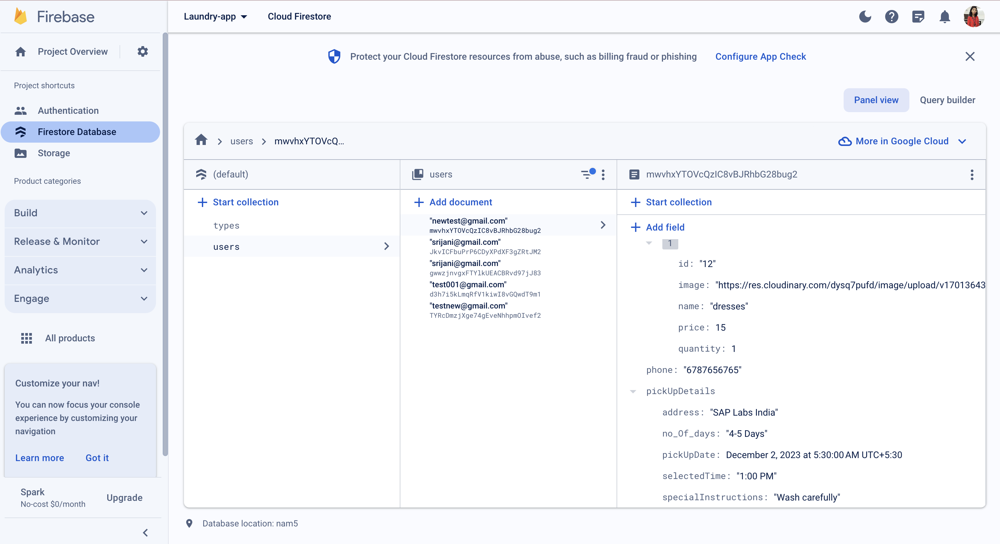 Firebase
Laundry-app
Cloud Firestore
Project Overview
Project shortcuts
Authentication
Firestore Database
Storage
Product categories
Build
Release & Monitor
Analytics
Engage
All products
Customize your nav!
You can now focus your console
experience by customizing your
navigation
Learn more
Got it
Spark
No-cost $0/month
Upgrade
Protect your Cloud Firestore resources from abuse, such as billing fraud or phishing
Configure App Check
Panel view
Query builder
users
mwvhxYTOVcQ...
More in Google Cloud
(default)
Start collection
types
users
users
Add document
"newtest@gmail.com"
mwvhxYTOVcQzIC8vBJRhbG28bug2
"srijani@gmail.com"
JkvICFbuPrP6CDyXPdXF3gZRtJM2
"srijani@gmail.com"
gwwzjnvgxFTYlkUEACBRvd97jJ83
"test001@gmail.com"
d3h7i5kLmqRfV1kiwI8vGQwdT9m1
"testnew@gmail.com"
TYRcDmzjXge74gEveNhhpmOIvef2
mwvhxYTOVcQzIC8vBJRhbG28bug2
Start collection
Add field
1
id: "12"
image: "https://res.cloudinary.com/dysq7pufd/image/upload/v17013643
name: "dresses"
price: 15
quantity: 1
phone: "6787656765"
pickUpDetails
address: "SAP Labs India"
no_Of_days: "4-5 Days"
pickUpDate: December 2, 2023 at 5:30:00 AM UTC+5:30
selectedTime: "1:00 PM"
specialInstructions: "Wash carefully"
Database location: nam5